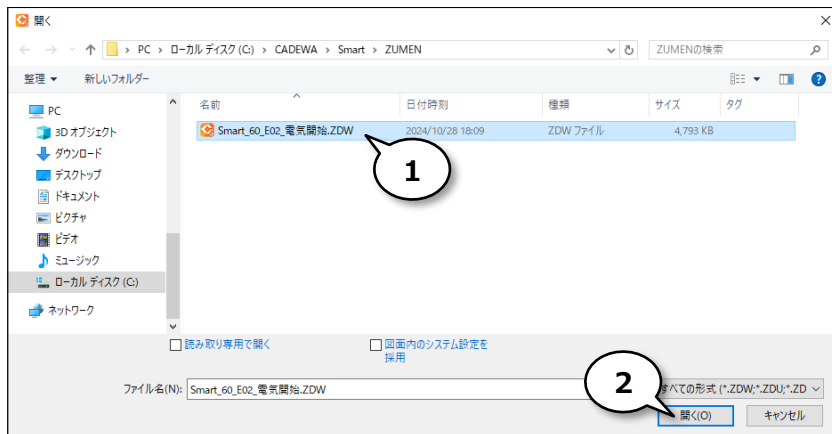 開く
PC › ローカル ディスク (C:) › CADEWA › Smart › ZUMEN
ZUMENの検索
整理 新しいフォルダー
名前 日付時刻 種類 サイズ タグ
Smart_60_E02_電気開始.ZDW 2024/10/28 18:09 ZDW ファイル 4,793 KB
1
PC
3D オブジェクト
ダウンロード
デスクトップ
ドキュメント
ピクチャ
ビデオ
ミュージック
ローカル ディスク (C:)
ネットワーク
読み取り専用で開く
図面内のシステム設定を
採用
ファイル名(N): Smart_60_E02_電気開始.ZDW
2
すべての形式 (*.ZDW;*.ZDU;*.ZD
開く(O) キャンセル